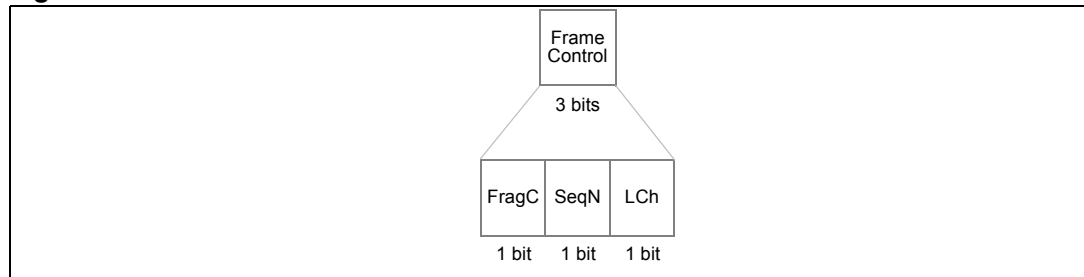 Frame
Control
3 bits
FragC SeqN LCh
1 bit 1 bit 1 bit